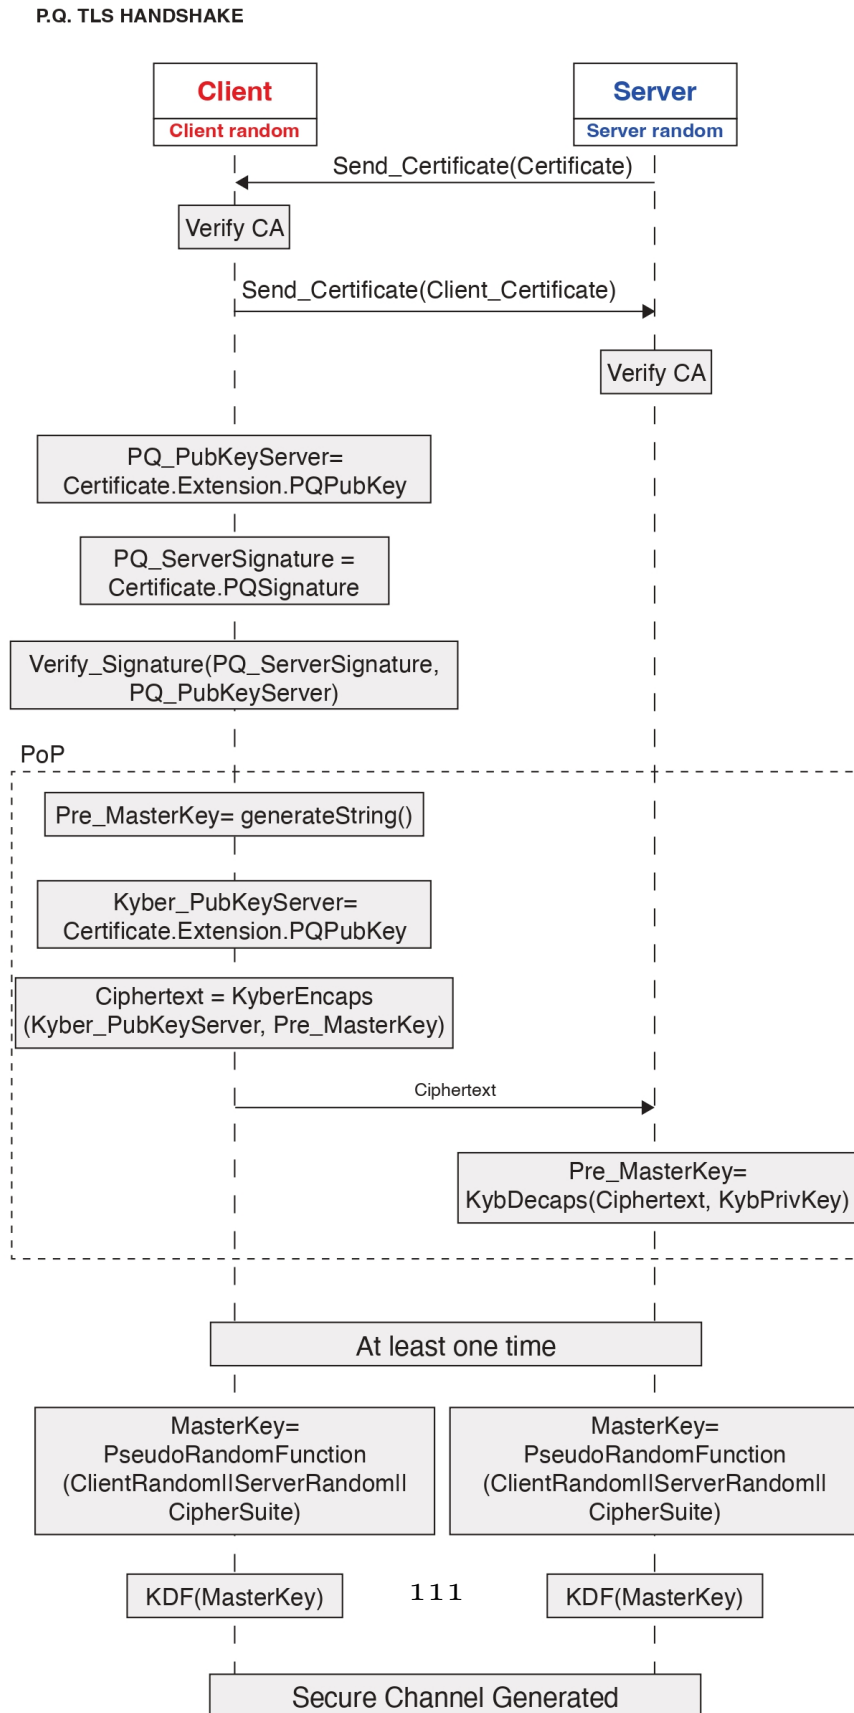 P.Q. TLS HANDSHAKE
Client
Client random
Server
Server random
Send_Certificate(Certificate)
Verify CA
Send_Certificate(Client_Certificate)
Verify CA
PQ_PubKeyServer=
Certificate.Extension.PQPubKey
PQ_ServerSignature =
Certificate.PQSignature
Verify_Signature(PQ_ServerSignature,
PQ_PubKeyServer)
PoP
Pre_MasterKey= generateString()
Kyber_PubKeyServer=
Certificate.Extension.PQPubKey
Ciphertext = KyberEncaps
(Kyber_PubKeyServer, Pre_MasterKey)
Ciphertext
Pre_MasterKey=
KybDecaps(Ciphertext, KybPrivKey)
At least one time
MasterKey=
PseudoRandomFunction
(ClientRandom||ServerRandom||
CipherSuite)
MasterKey=
PseudoRandomFunction
(ClientRandom||ServerRandom||
CipherSuite)
KDF(MasterKey)
111
KDF(MasterKey)
Secure Channel Generated